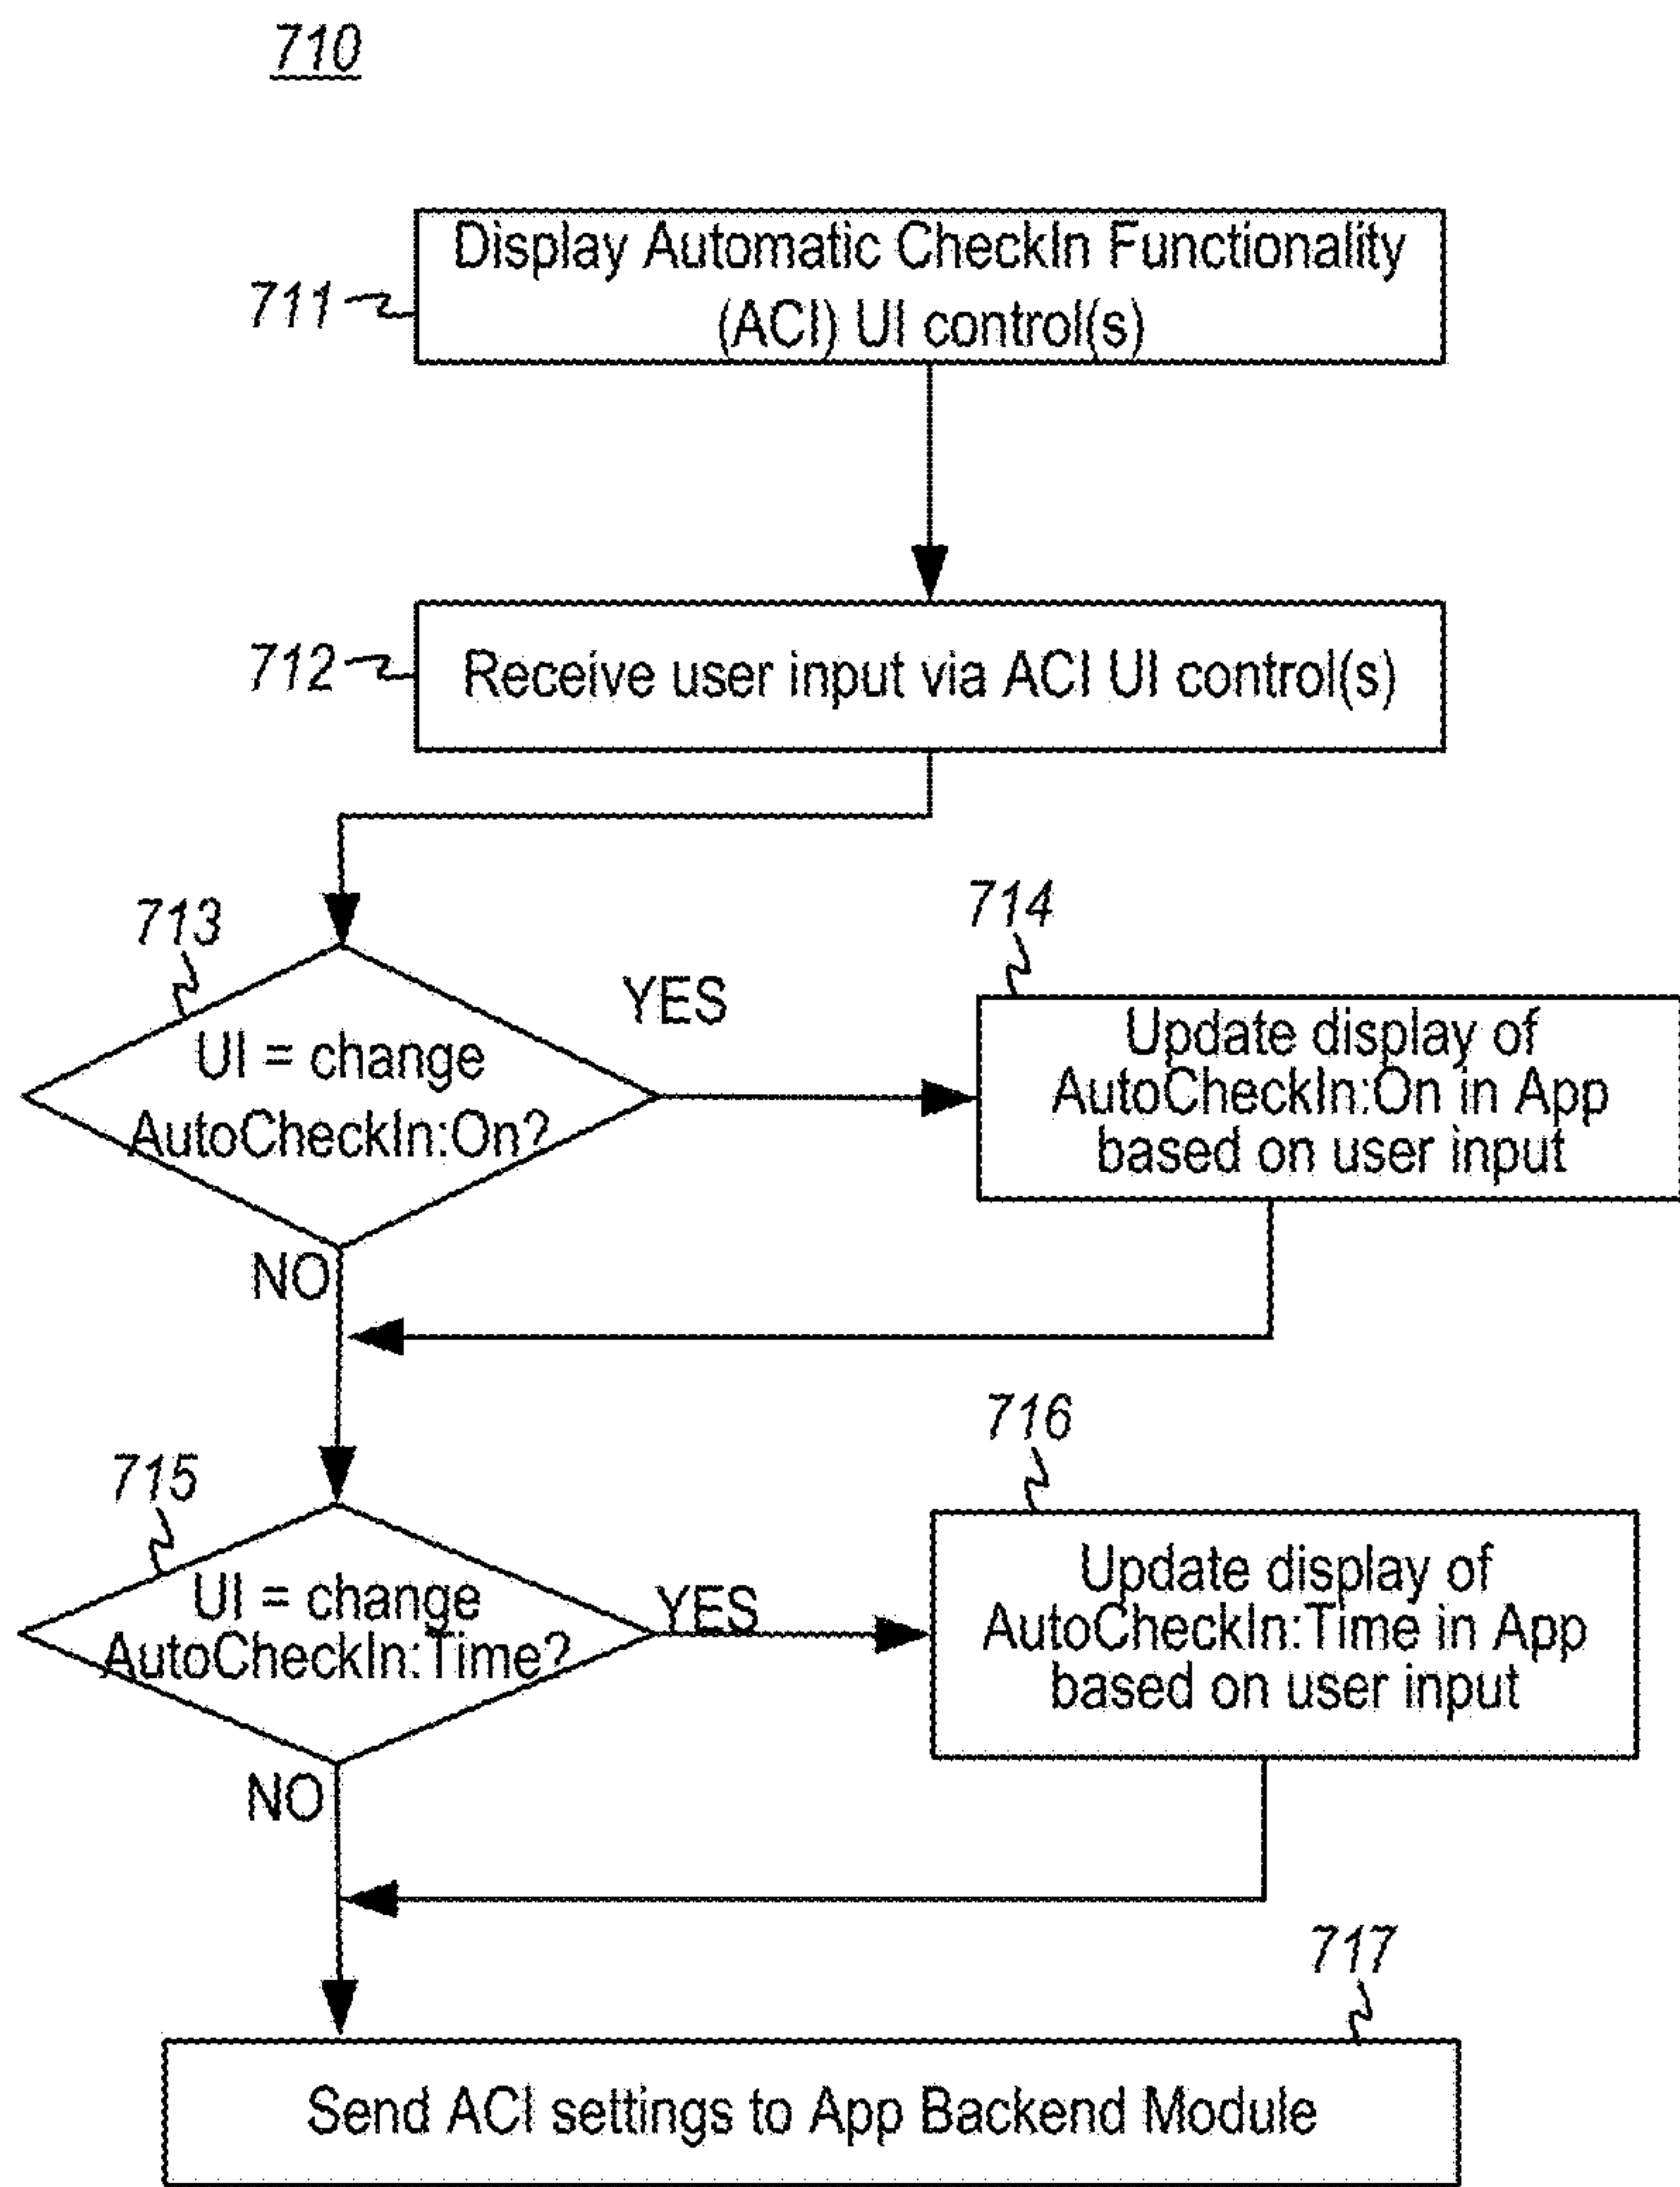 710
Display Automatic CheckIn Functionality
(ACI) UI control(s)
711
712
Receive user input via ACI UI control(s)
713
714
YES
UI = change
AutoCheckIn:On?
Update display of
AutoCheckIn:On in App
based on user input
NO
716
715
UI = change
AutoCheckIn:Time?
YES
Update display of
AutoCheckIn:Time in App
based on user input
NO
717
Send ACI settings to App Backend Module